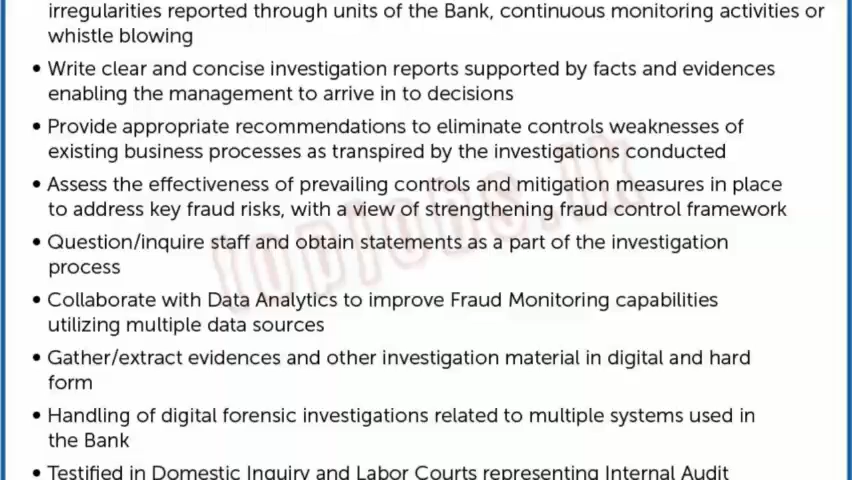 irregularities reported through units of the Bank, continuous monitoring activities or
whistle blowing
• Write clear and concise investigation reports supported by facts and evidences
enabling the management to arrive in to decisions
• Provide appropriate recommendations to eliminate controls weaknesses of
existing business processes as transpired by the investigations conducted
• Assess the effectiveness of prevailing controls and mitigation measures in place
to address key fraud risks, with a view of strengthening fraud control framework
• Question/inquire staff and obtain statements as a part of the investigation
process
• Collaborate with Data Analytics to improve Fraud Monitoring capabilities
utilizing multiple data sources
• Gather/extract evidences and other investigation material in digital and hard
form
• Handling of digital forensic investigations related to multiple systems used in
the Bank
• Testified in Domestic Inquiry and Labor Courts representing Internal Audit
topjobs.lk